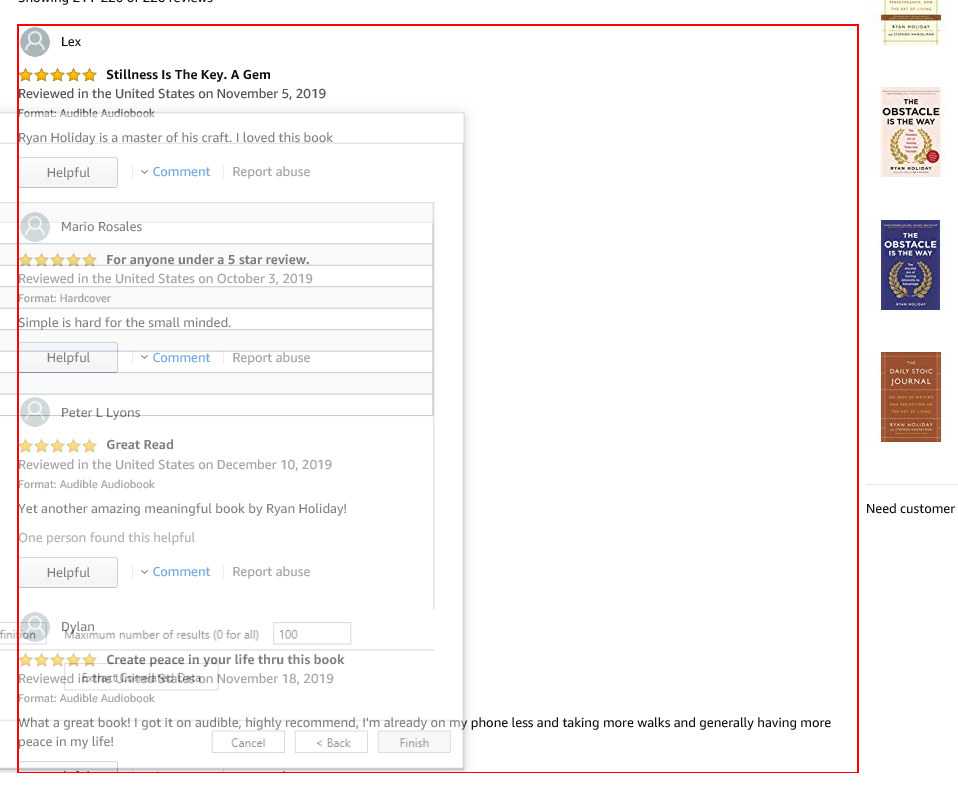 Lex
Stillness Is The Key. A Gem
Reviewed in the United States on November 5, 2019
Format: Audible Audiobook
Ryan Holiday is a master of his craft. I loved this book
Helpful
Comment
Report abuse
Mario Rosales
For anyone under a 5 star review.
Reviewed in the United States on October 3, 2019
Format: Hardcover
Simple is hard for the small minded.
Helpful
Comment
Report abuse
Peter L Lyons
Great Read
Reviewed in the United States on December 10, 2019
Format: Audible Audiobook
Yet another amazing meaningful book by Ryan Holiday!
One person found this helpful
Helpful
Comment
Report abuse
Dylan
Maximum number of results (0 for all) 100
Create peace in your life thru this book
Extract Correlated Data
Reviewed in the United States on November 18, 2019
Format: Audible Audiobook
What a great book! I got it on audible, highly recommend, I'm already on my phone less and taking more walks and generally having more
peace in my life!
Cancel
< Back
Finish
PERSEVERANCE, AND
THE ART OF LIVING
RYAN HOLIDAY
THE
OBSTACLE
IS THE WAY
RYAN HOLIDAY
THE
OBSTACLE
IS THE WAY
RYAN HOLIDAY
THE
DAILY STOIC
JOURNAL
RYAN HOLIDAY
Need customer